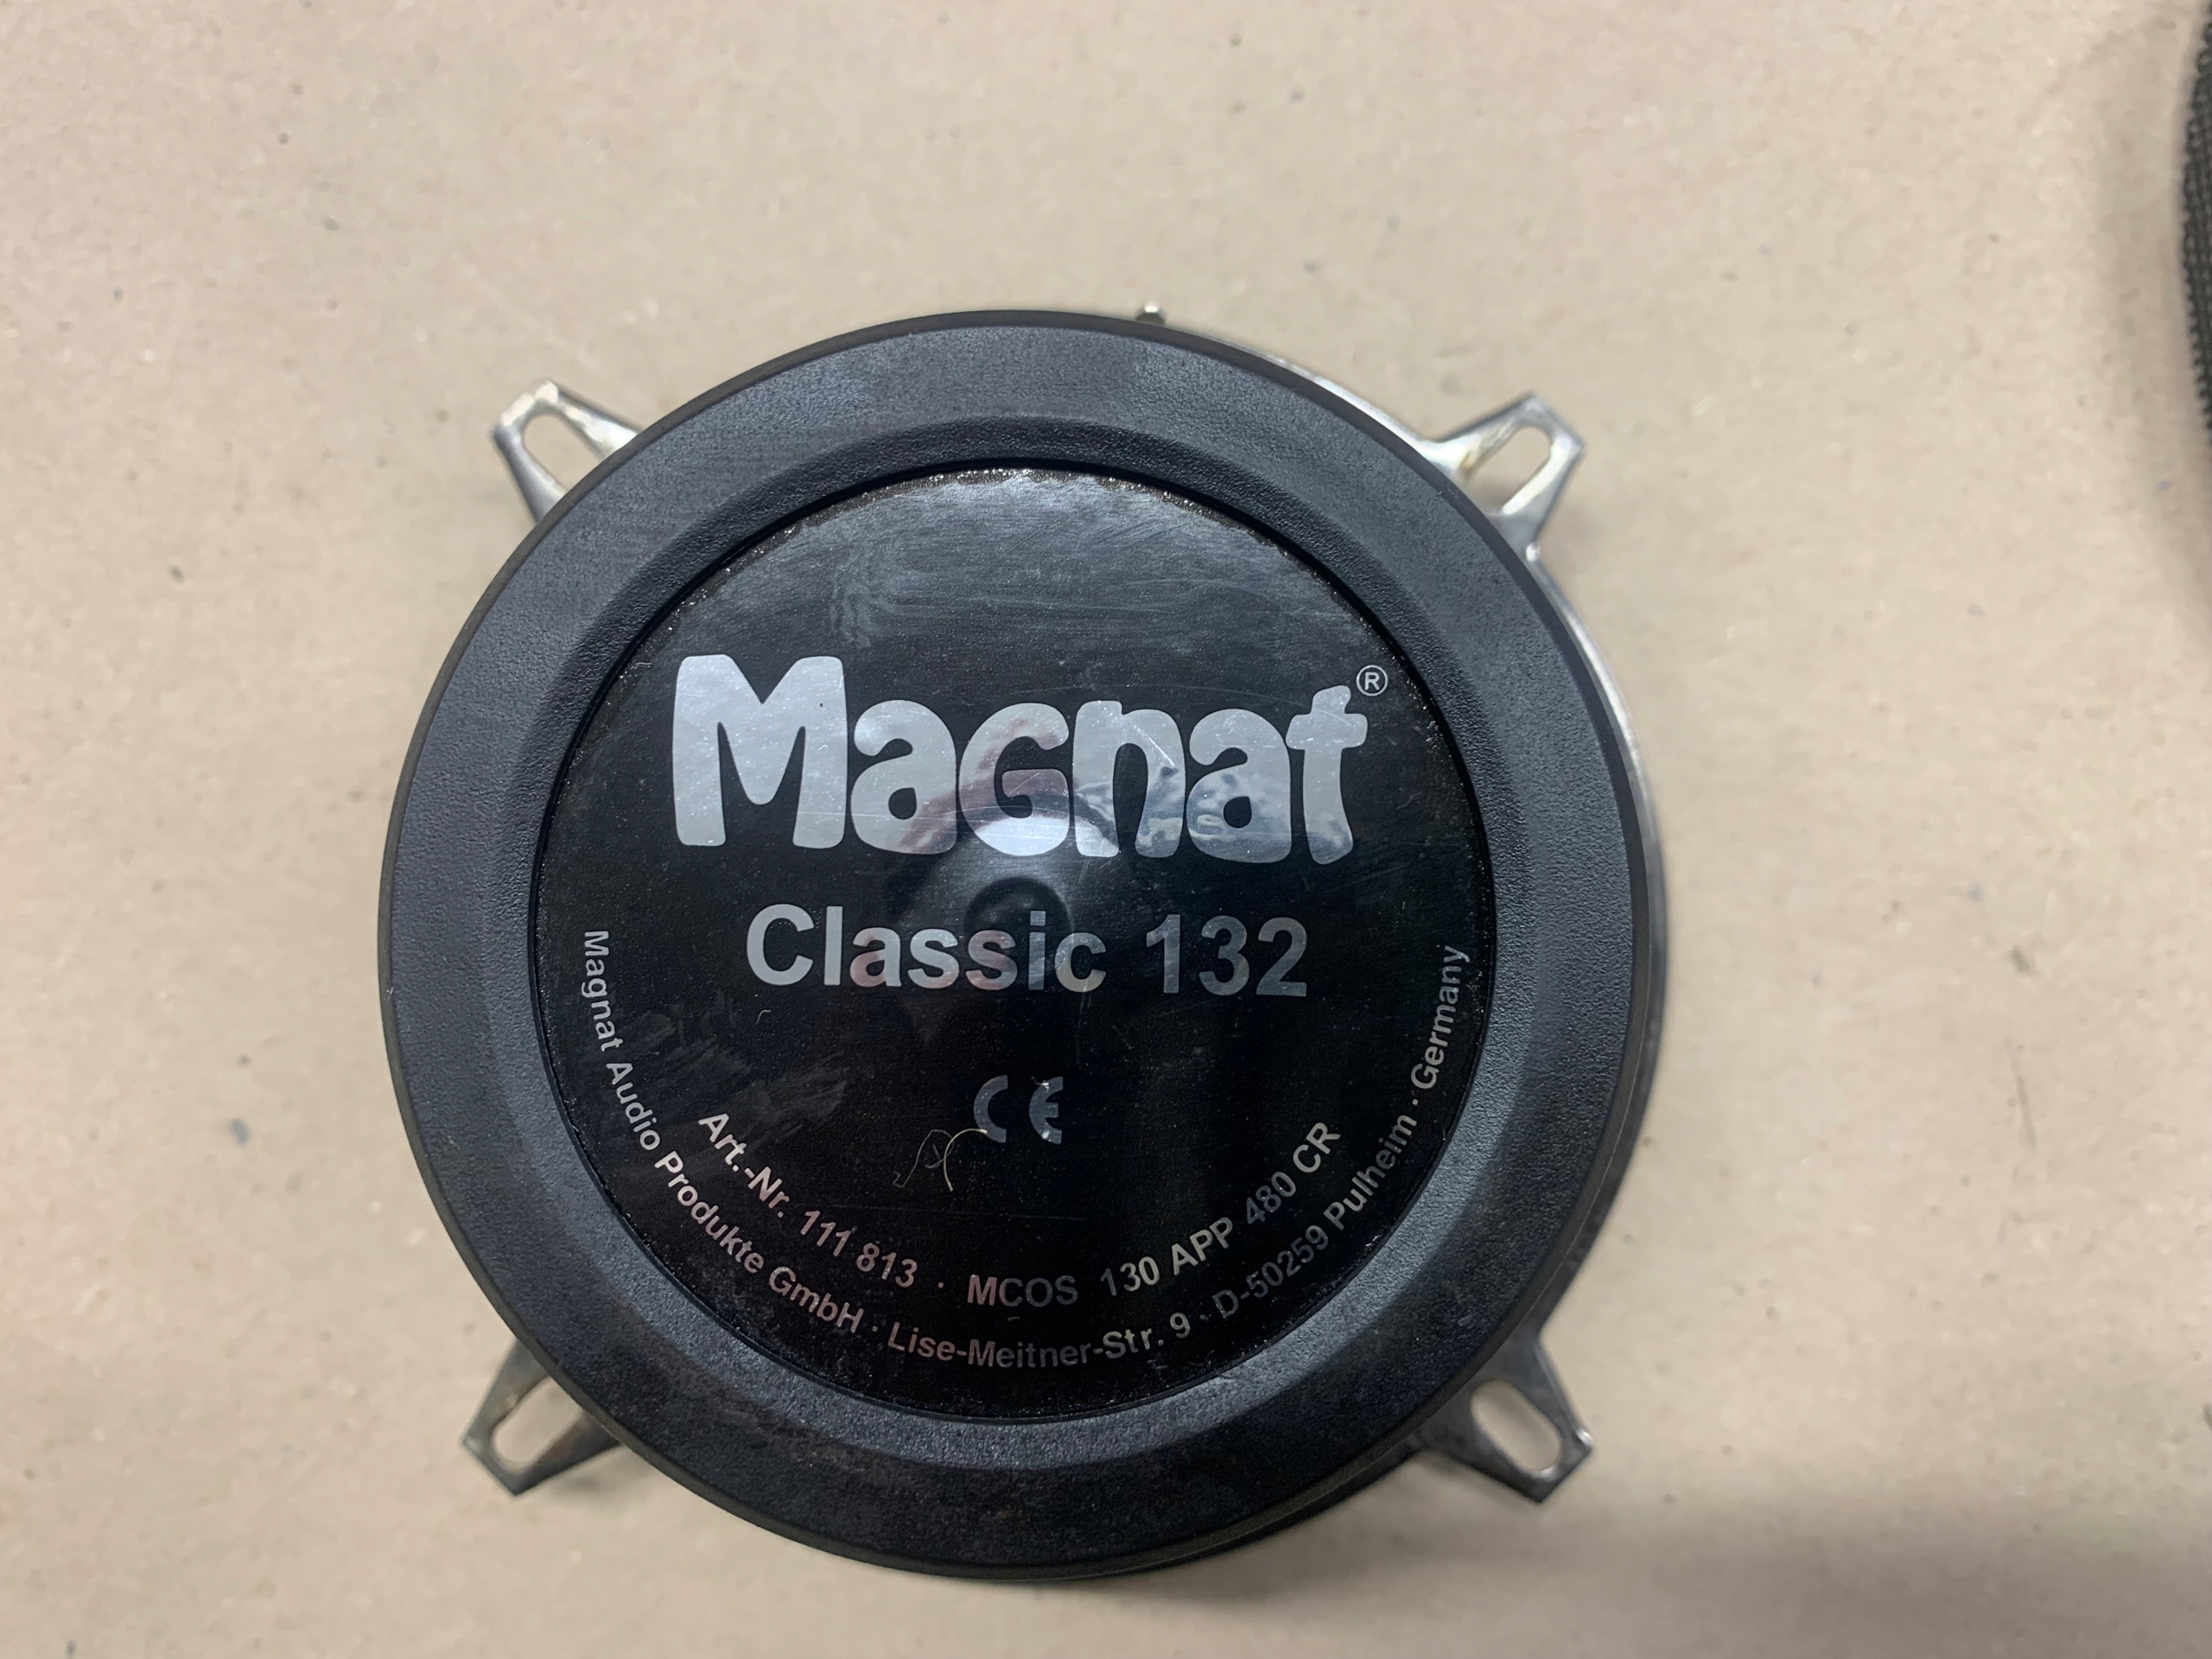 Magnat®
Classic 132
CE
Art.-Nr. 111 813 · MCOS 130 APP 480 CR
Magnat Audio Produkte GmbH · Lise-Meitner-Str. 9 · D-50259 Pulheim · Germany